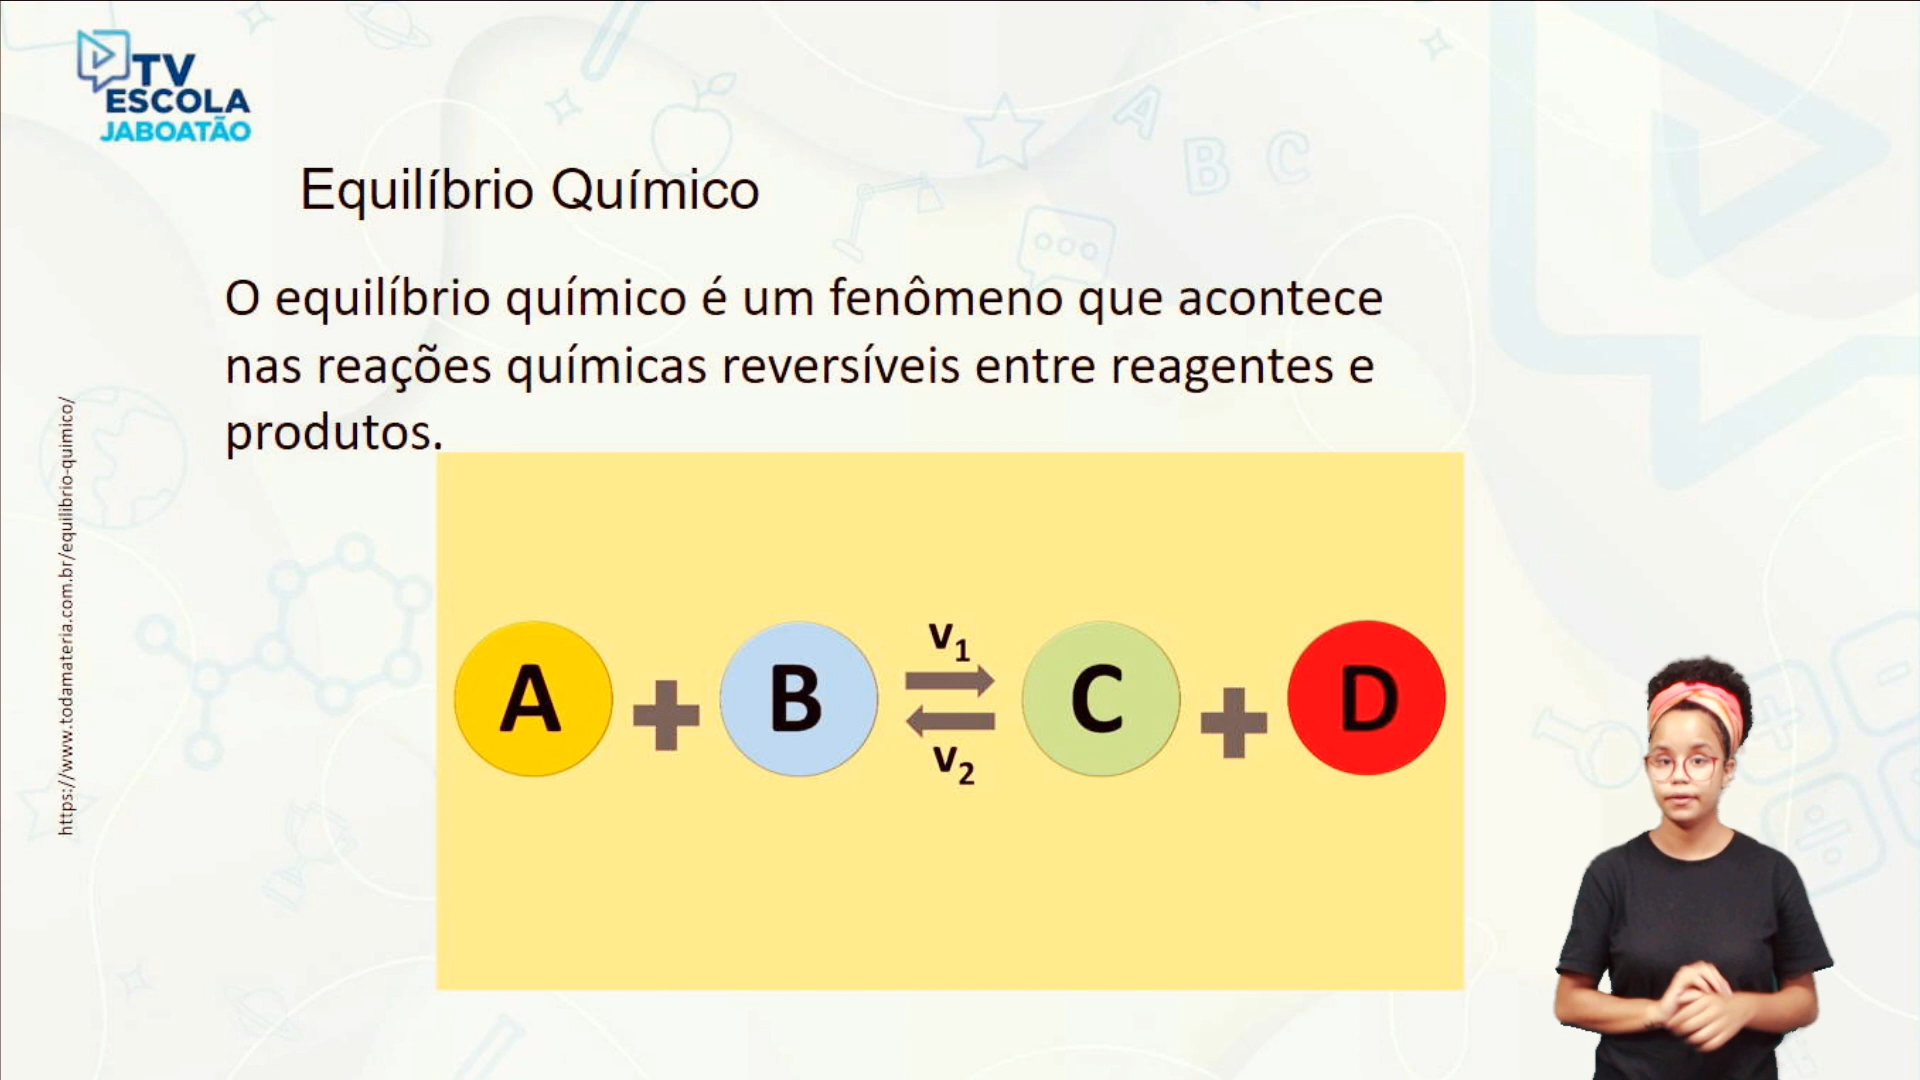 TV
ESCOLA
JABOATÃO
A
B C
Equilíbrio Químico
O equilíbrio químico é um fenômeno que acontece
nas reações químicas reversíveis entre reagentes e
produtos.
https://www.todamateria.com.br/equilibrio-quimico/
A + B v1 ⇄ v2 C + D